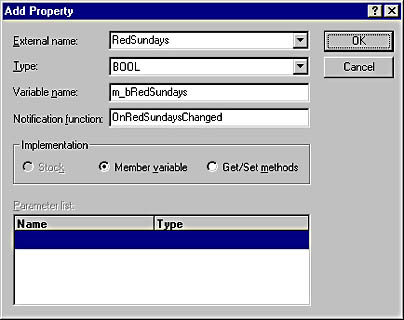 Add Property
External name: RedSundays OK
Type: BOOL Cancel
Variable name: m_bRedSundays
Notification function: OnRedSundaysChanged
Implementation
Stock Member variable Get/Set methods
Parameter list:
Name Type